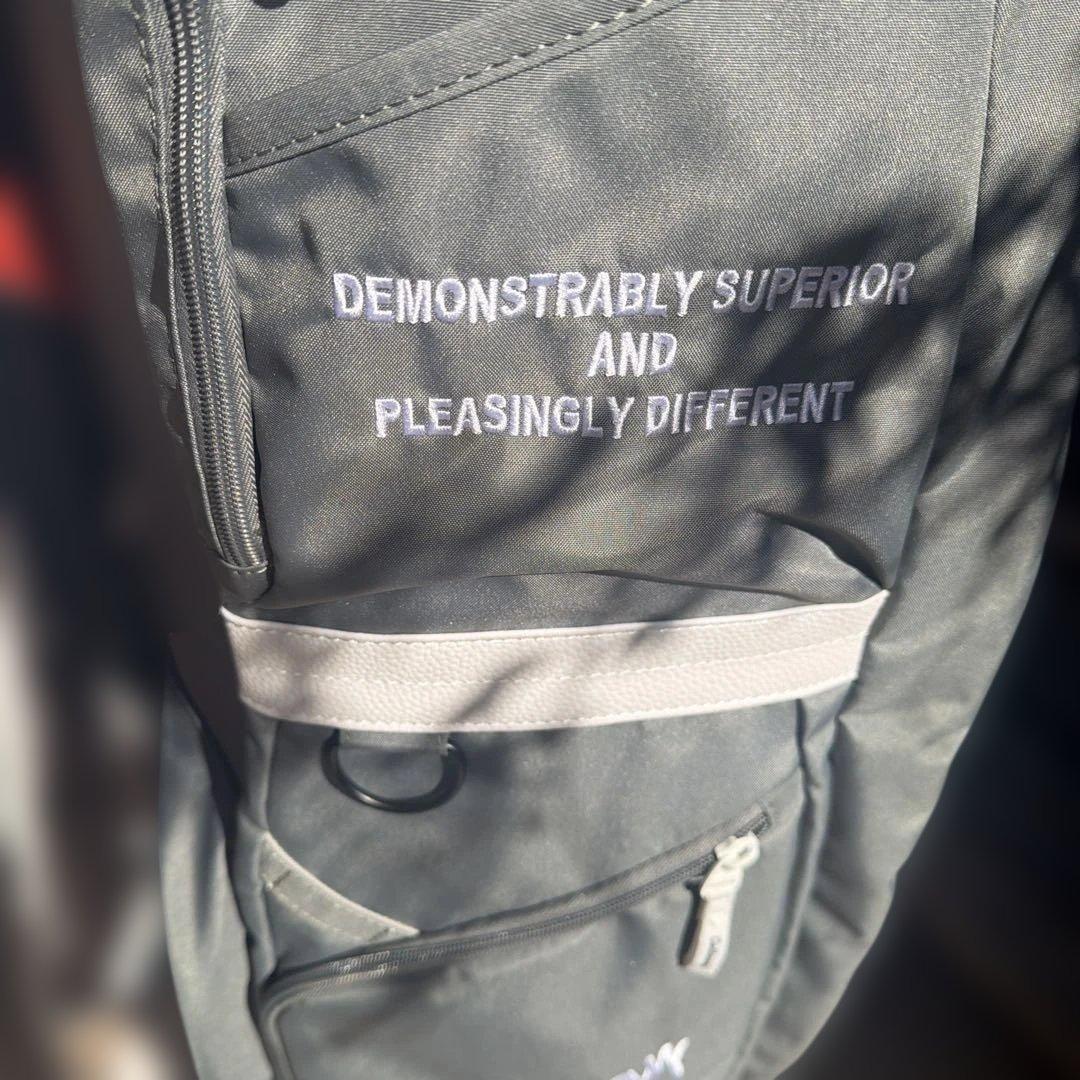 DEMONSTRABLY SUPERIOR
AND
PLEASINGLY DIFFERENT